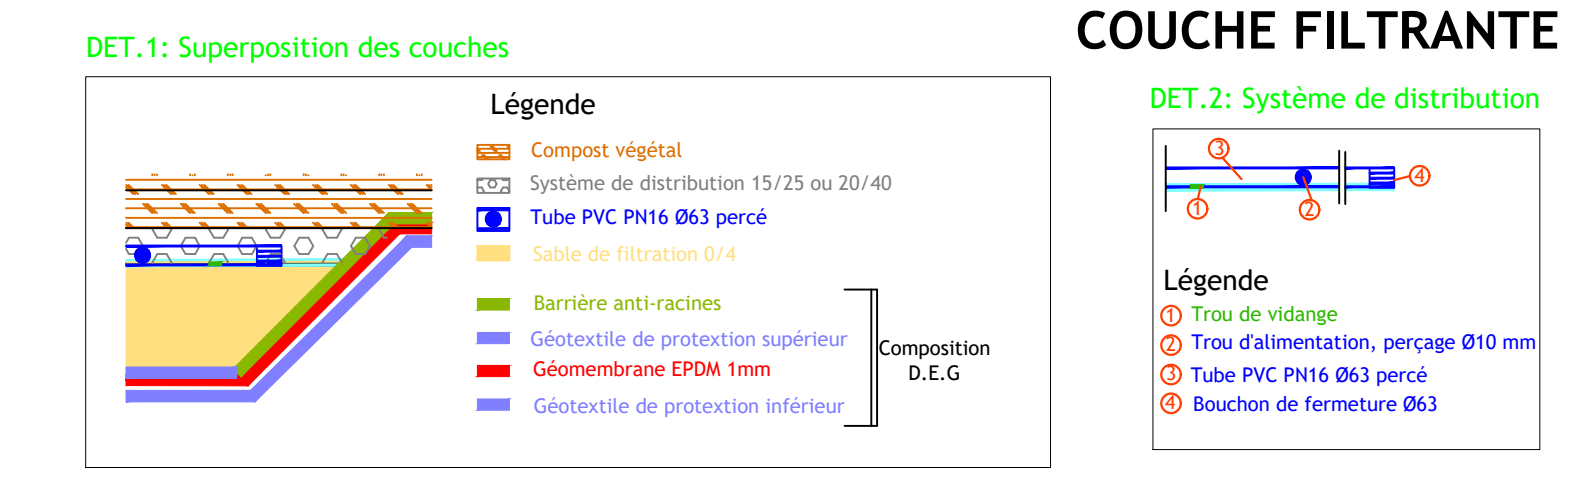 COUCHE FILTRANTE
DET.1: Superposition des couches
Légende
Compost végétal
Système de distribution 15/25 ou 20/40
Tube PVC PN16 Ø63 percé
Sable de filtration 0/4
Barrière anti-racines
Géotextile de protextion supérieur
Géomembrane EPDM 1mm
Géotextile de protextion inférieur
Composition
D.E.G
DET.2: Système de distribution
3
4
1
2
Légende
1 Trou de vidange
2 Trou d'alimentation, perçage Ø10 mm
3 Tube PVC PN16 Ø63 percé
4 Bouchon de fermeture Ø63